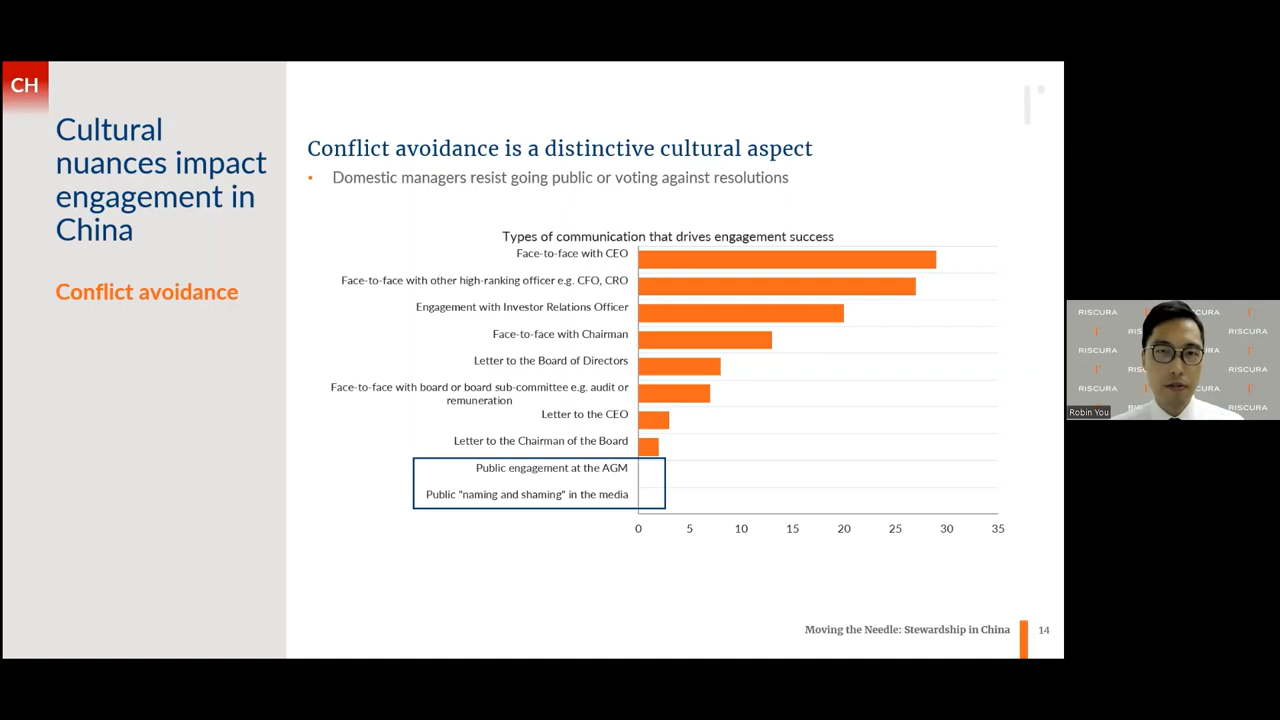 CH
Cultural
nuances impact
engagement in
China
Conflict avoidance
Conflict avoidance is a distinctive cultural aspect
• Domestic managers resist going public or voting against resolutions
Types of communication that drives engagement success
Face-to-face with CEO
Face-to-face with other high-ranking officer e.g. CFO, CRO
Engagement with Investor Relations Officer
Face-to-face with Chairman
Letter to the Board of Directors
Face-to-face with board or board sub-committee e.g. audit or
remuneration
Letter to the CEO
Letter to the Chairman of the Board
Public engagement at the AGM
Public "naming and shaming" in the media
0 5 10 15 20 25 30 35
Moving the Needle: Stewardship in China 14
RISCURA RISCURA
RIS RISCURA
RISCURA RISCURA
RIS RISCURA
Robin You RISCURA